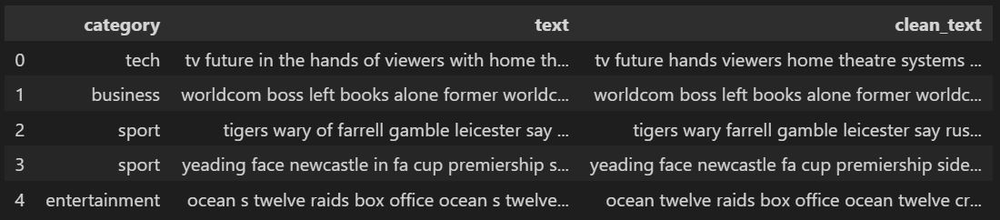 category text clean_text
0 tech tv future in the hands of viewers with home th... tv future hands viewers home theatre systems ...
1 business worldcom boss left books alone former worldc... worldcom boss left books alone former worldc...
2 sport tigers wary of farrell gamble leicester say ... tigers wary farrell gamble leicester say rus...
3 sport yeading face newcastle in fa cup premiership s... yeading face newcastle fa cup premiership side...
4 entertainment ocean s twelve raids box office ocean s twelve... ocean twelve raids box office ocean twelve cr...